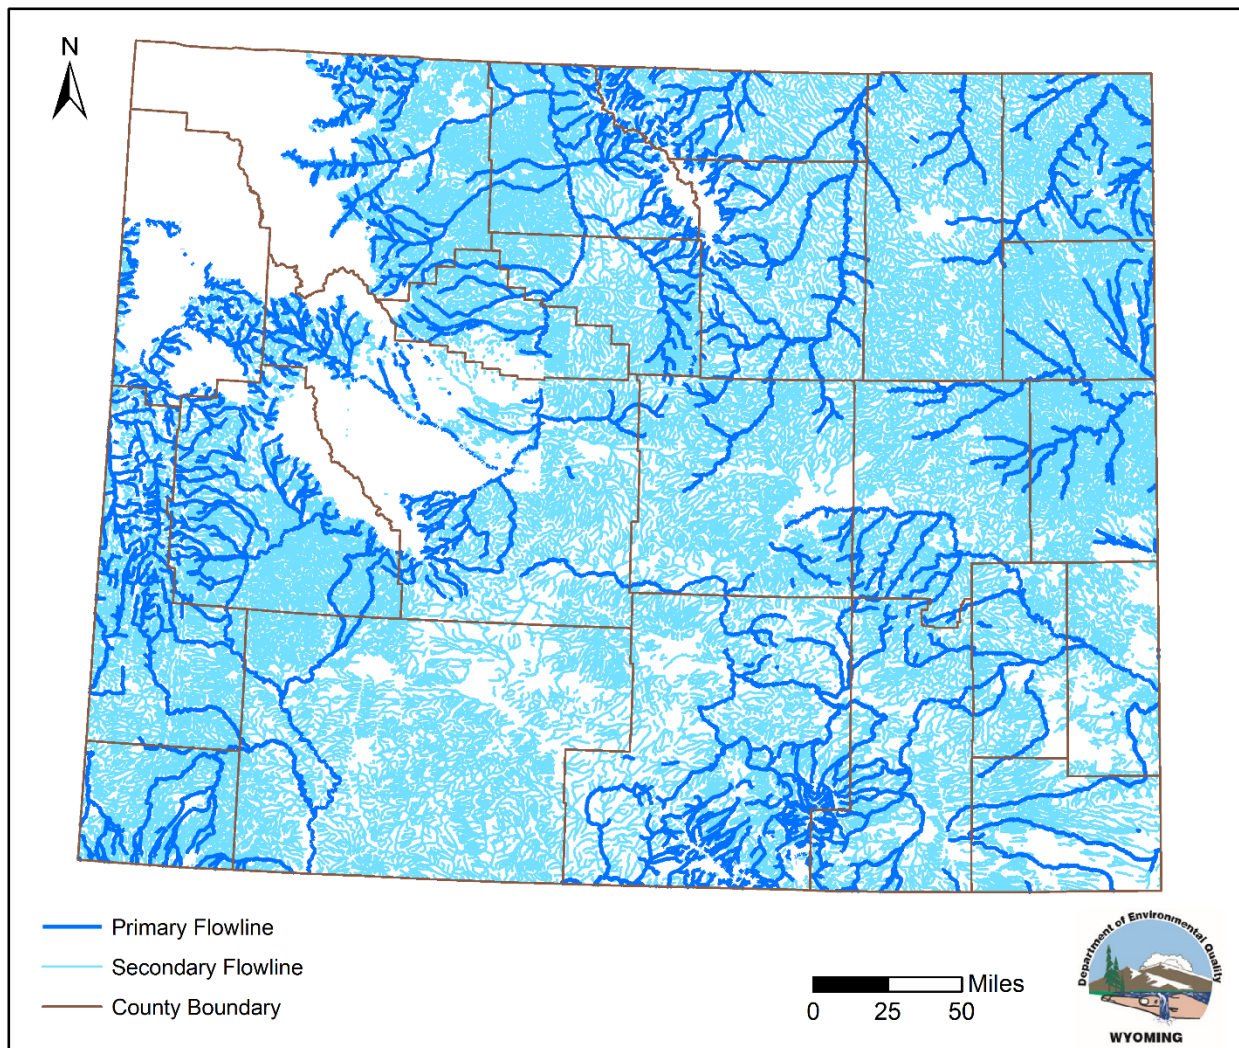 N
Primary Flowline
Secondary Flowline
County Boundary
Miles
0 25 50
Department of Environmental Quality
WYOMING